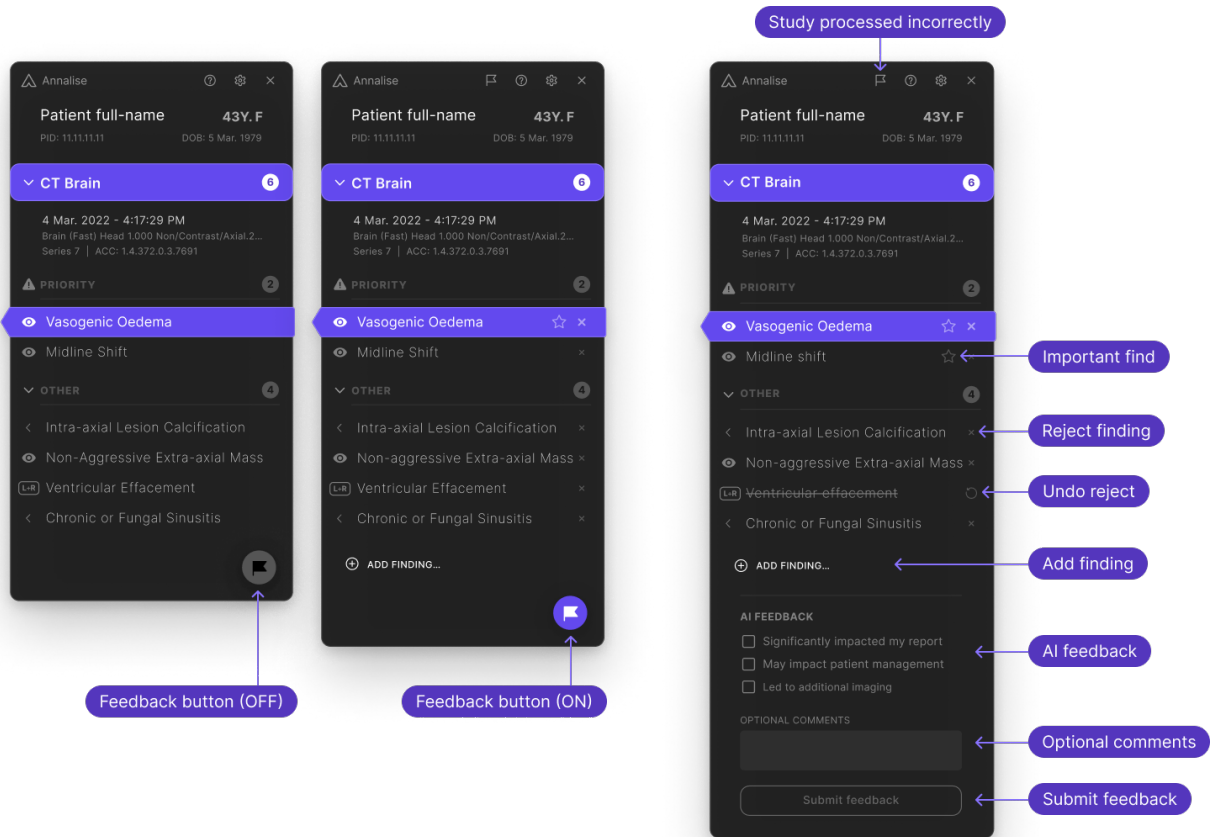 Study processed incorrectly
Annalise
Patient full-name
43Y. F
PID: 11.11.11.11
DOB: 5 Mar. 1979
CT Brain
6
4 Mar. 2022 - 4:17:29 PM
Brain (Fast) Head 1.000 Non/Contrast/Axial.2...
Series 7 | ACC: 1.4.372.0.3.7691
PRIORITY
2
Vasogenic Oedema
Midline Shift
OTHER
4
Intra-axial Lesion Calcification
Non-Aggressive Extra-axial Mass
L+R Ventricular Effacement
Chronic or Fungal Sinusitis
Feedback button (OFF)
Annalise
Patient full-name
43Y. F
PID: 11.11.11.11
DOB: 5 Mar. 1979
CT Brain
6
4 Mar. 2022 - 4:17:29 PM
Brain (Fast) Head 1.000 Non/Contrast/Axial.2...
Series 7 | ACC: 1.4.372.0.3.7691
PRIORITY
2
Vasogenic Oedema
Midline Shift
OTHER
4
Intra-axial Lesion Calcification
Non-aggressive Extra-axial Mass
L+R Ventricular Effacement
Chronic or Fungal Sinusitis
ADD FINDING...
Feedback button (ON)
Annalise
Patient full-name
43Y. F
PID: 11.11.11.11
DOB: 5 Mar. 1979
CT Brain
6
4 Mar. 2022 - 4:17:29 PM
Brain (Fast) Head 1.000 Non/Contrast/Axial.2...
Series 7 | ACC: 1.4.372.0.3.7691
PRIORITY
2
Vasogenic Oedema
Midline shift
Important find
OTHER
4
Intra-axial Lesion Calcification
Reject finding
Non-aggressive Extra-axial Mass
L+R Ventricular effacement
Undo reject
Chronic or Fungal Sinusitis
ADD FINDING...
Add finding
AI FEEDBACK
Significantly impacted my report
May impact patient management
Led to additional imaging
AI feedback
OPTIONAL COMMENTS
Optional comments
Submit feedback
Submit feedback